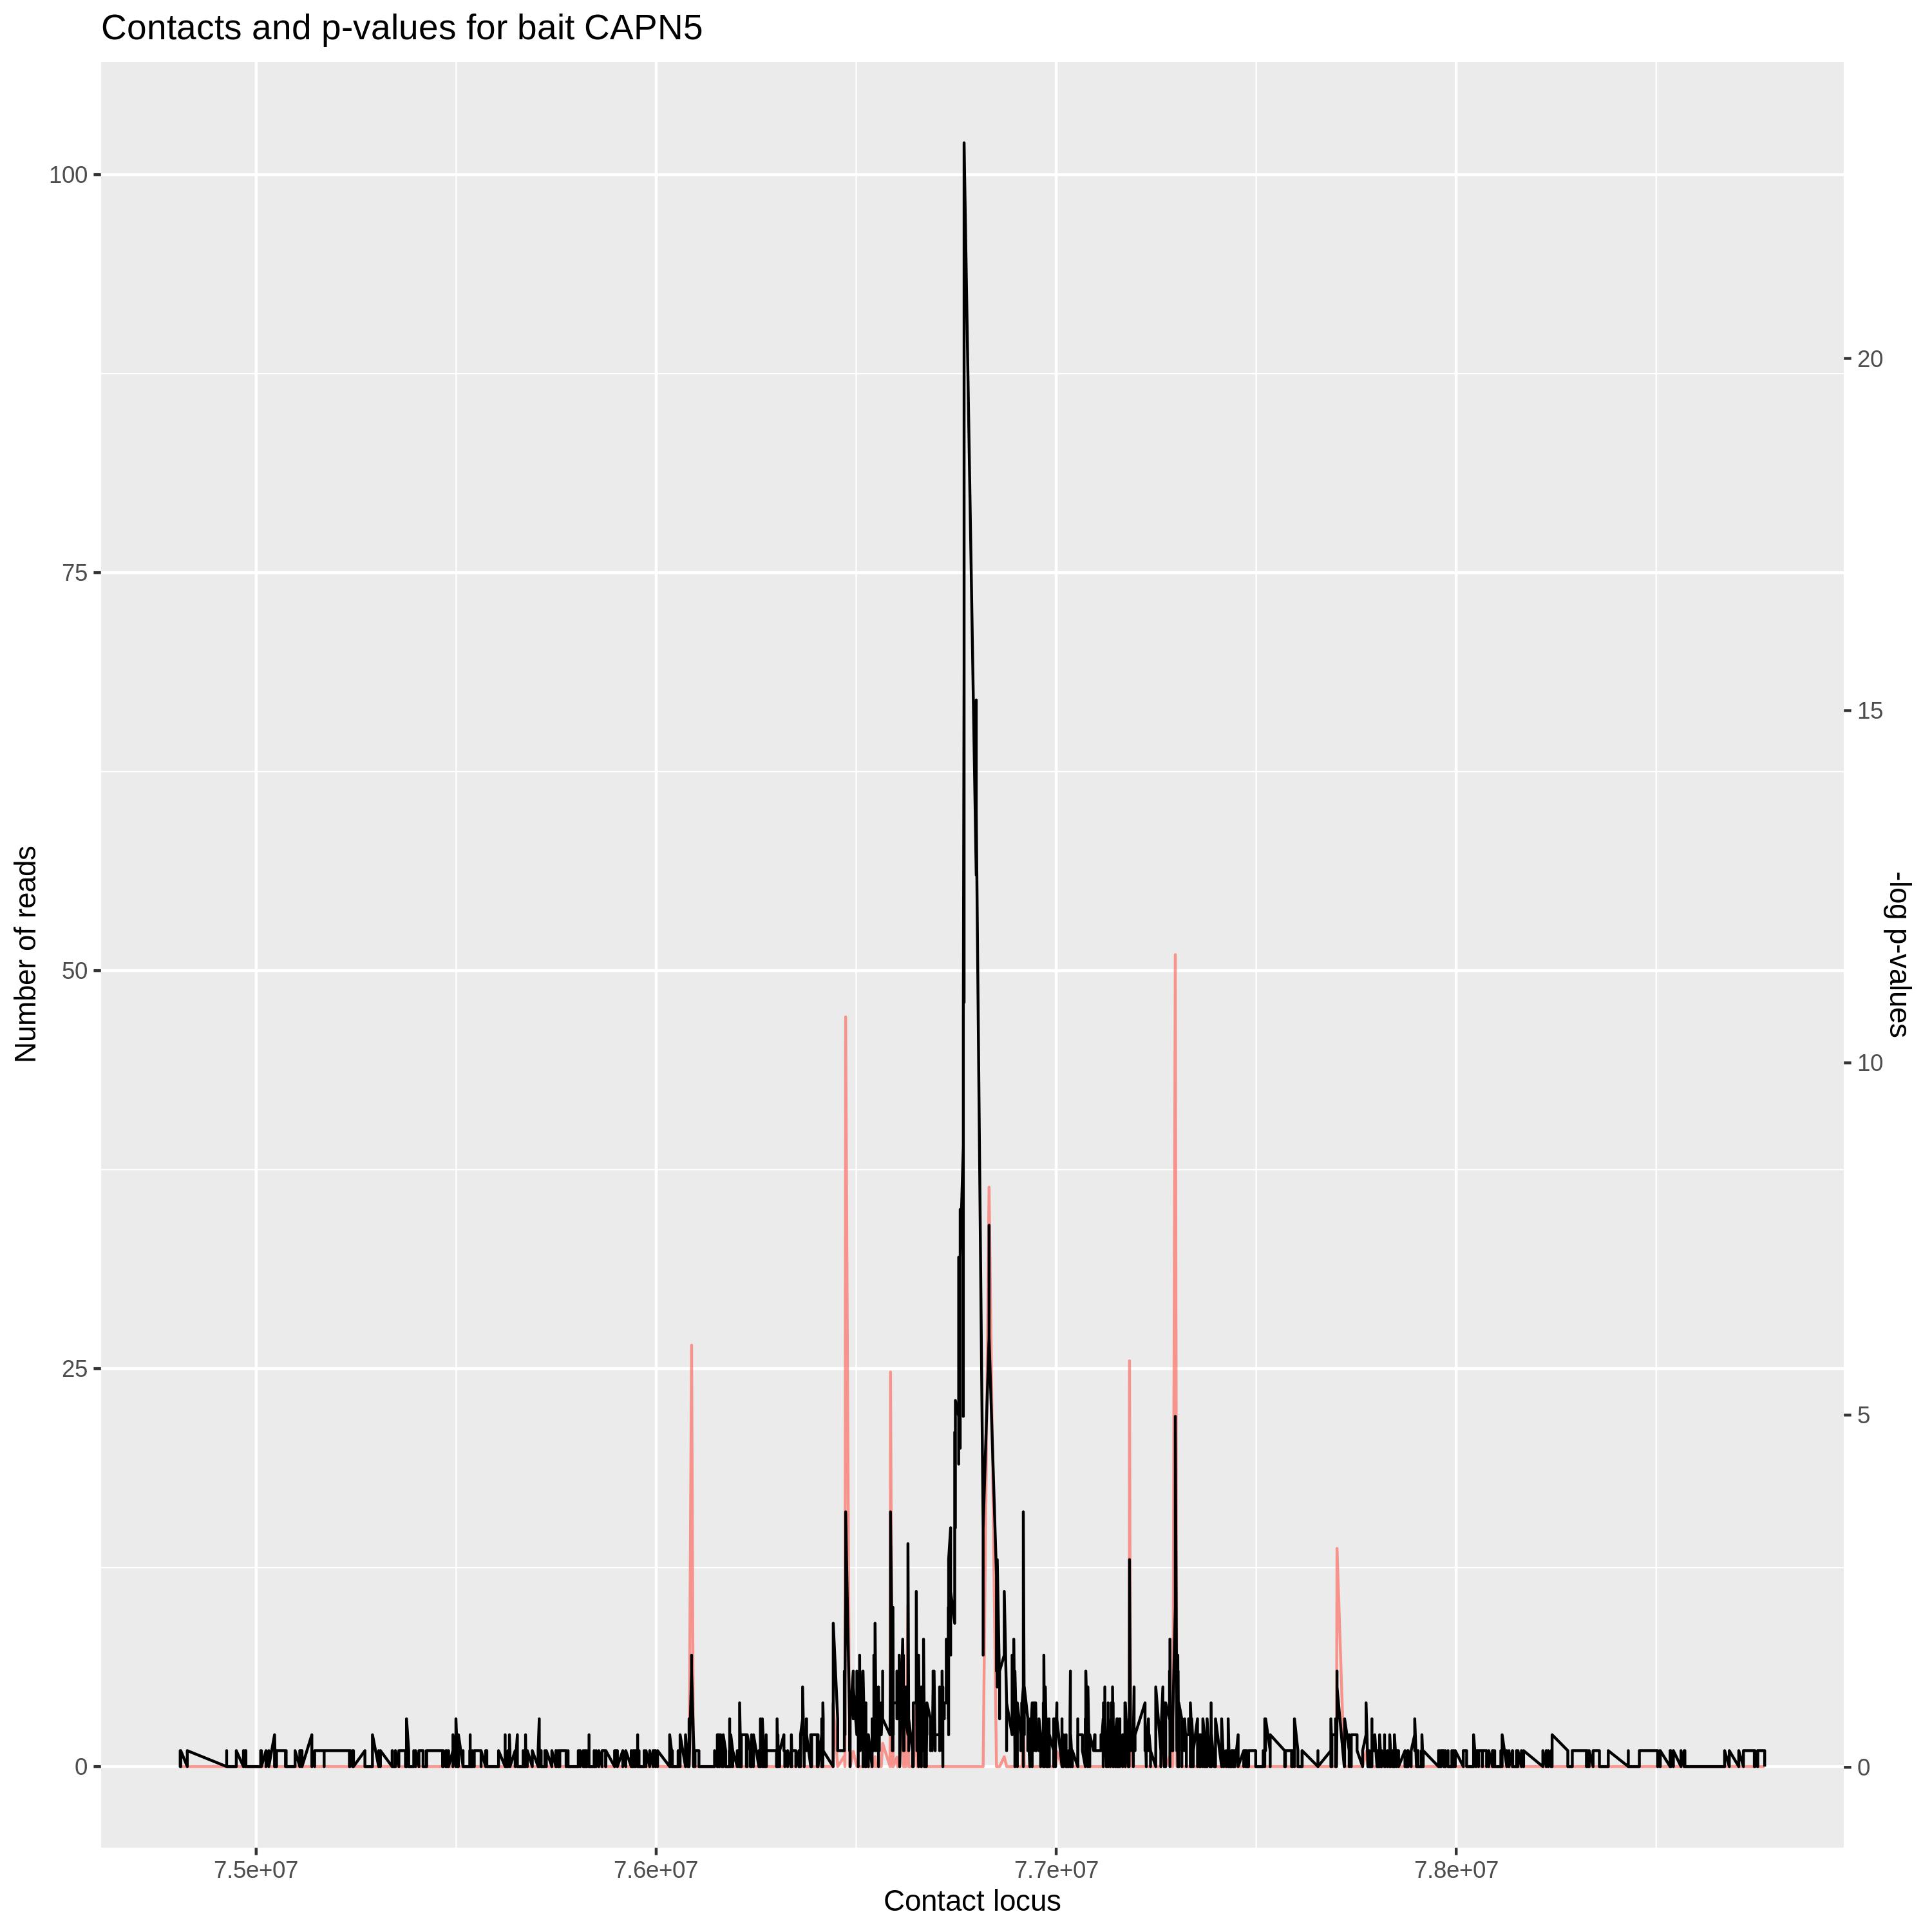 Contacts and p-values for bait CAPN5
100
75
50
25
0
Number of reads
20
15
10
5
0
-log p-values
7.5e+07
7.6e+07
7.7e+07
7.8e+07
Contact locus